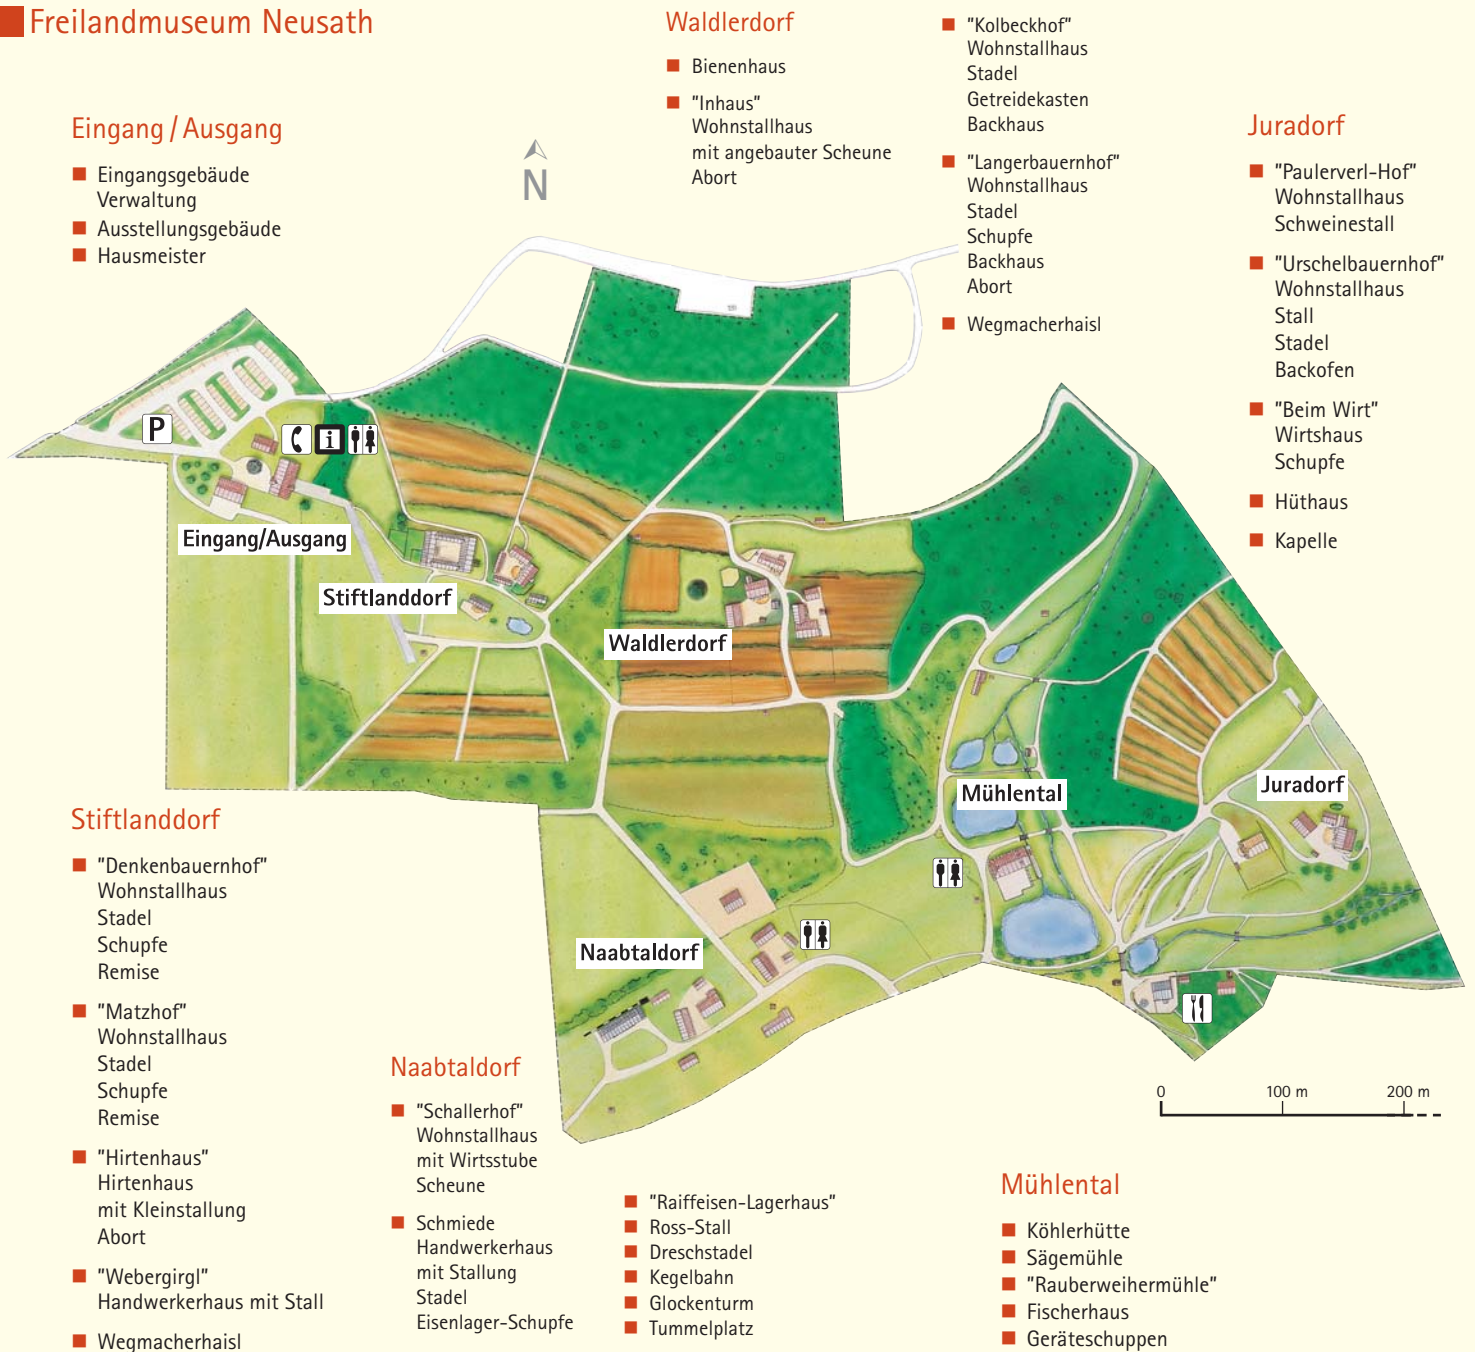 Freilandmuseum Neusath
Eingang / Ausgang
Eingangsgebäude
Verwaltung
Ausstellungsgebäude
Hausmeister
N
Waldlerdorf
Bienenhaus
"Inhaus"
Wohnstallhaus
mit angebauter Scheune
Abort
"Kolbeckhof"
Wohnstallhaus
Stadel
Getreidekasten
Backhaus
"Langerbauernhof"
Wohnstallhaus
Stadel
Schupfe
Backhaus
Abort
Wegmacherhaisl
Juradorf
"Paulerverl-Hof"
Wohnstallhaus
Schweinestall
"Urschelbauernhof"
Wohnstallhaus
Stall
Stadel
Backofen
"Beim Wirt"
Wirtshaus
Schupfe
Hüthaus
Kapelle
P
i
Eingang/Ausgang
Stiftlanddorf
Waldlerdorf
Mühlental
Juradorf
Naabtaldorf
Stiftlanddorf
"Denkenbauernhof"
Wohnstallhaus
Stadel
Schupfe
Remise
"Matzhof"
Wohnstallhaus
Stadel
Schupfe
Remise
"Hirtenhaus"
Hirtenhaus
mit Kleinstallung
Abort
"Webergirgl"
Handwerkerhaus mit Stall
Wegmacherhaisl
Naabtaldorf
"Schallerhof"
Wohnstallhaus
mit Wirtsstube
Scheune
Schmiede
Handwerkerhaus
mit Stallung
Stadel
Eisenlager-Schupfe
"Raiffeisen-Lagerhaus"
Ross-Stall
Dreschstadel
Kegelbahn
Glockenturm
Tummelplatz
0 100 m 200 m
Mühlental
Köhlerhütte
Sägemühle
"Rauberweihermühle"
Fischerhaus
Geräteschuppen